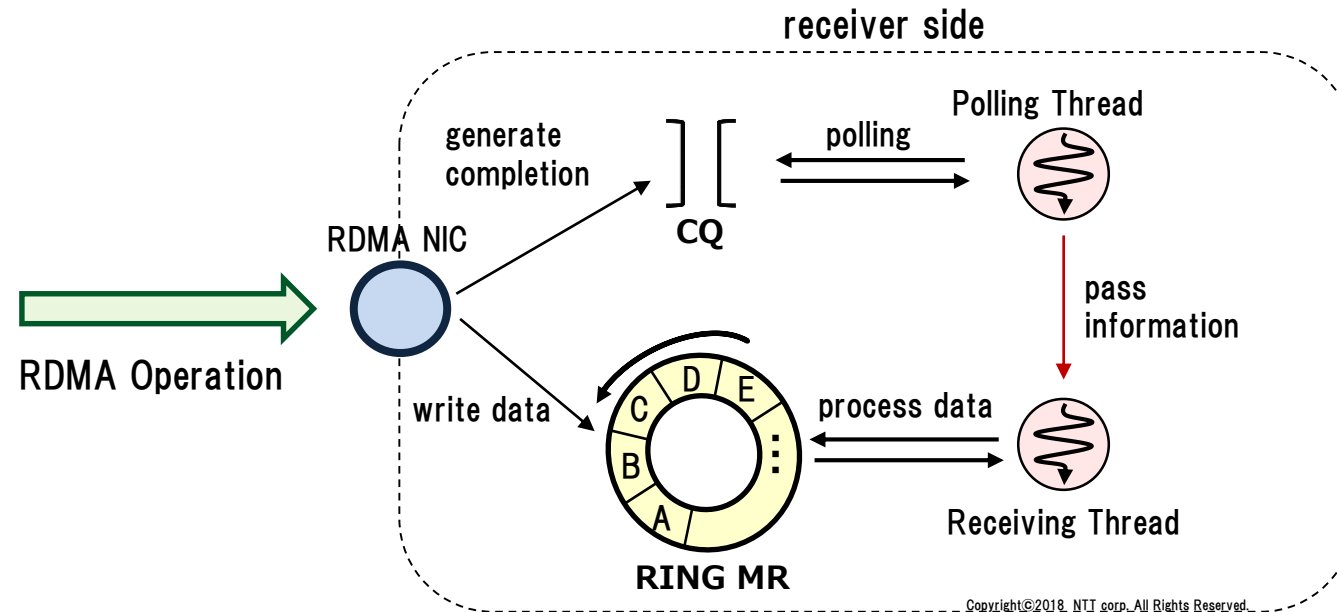 receiver side
Polling Thread
generate
completion
polling
CQ
RDMA NIC
pass
information
RDMA Operation
write data
A
B
C
D
E
⋮
process data
Receiving Thread
RING MR
Copyright©2018 NTT corp. All Rights Reserved.